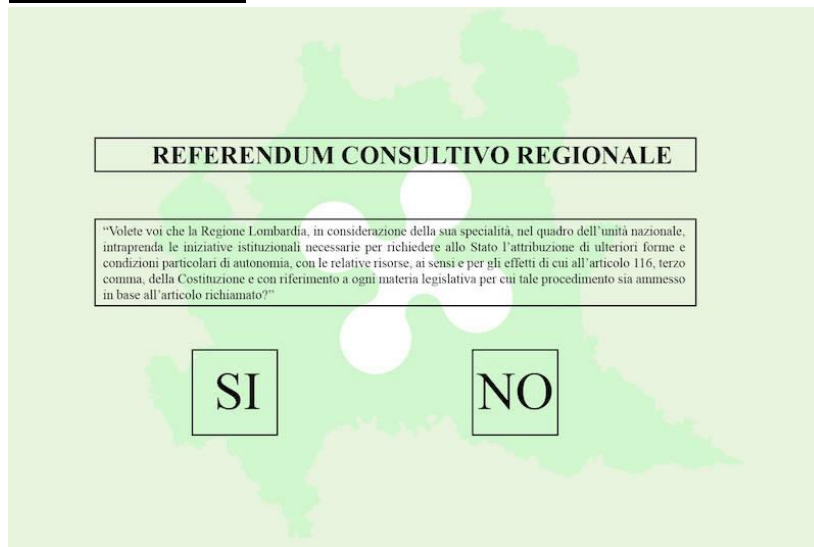 REFERENDUM CONSULTIVO REGIONALE
“Volete voi che la Regione Lombardia, in considerazione della sua specialità, nel quadro dell’unità nazionale,
intraprenda le iniziative istituzionali necessarie per richiedere allo Stato l’attribuzione di ulteriori forme e
condizioni particolari di autonomia, con le relative risorse, ai sensi e per gli effetti di cui all’articolo 116, terzo
comma, della Costituzione e con riferimento a ogni materia legislativa per cui tale procedimento sia ammesso
in base all’articolo richiamato?”
SI
NO